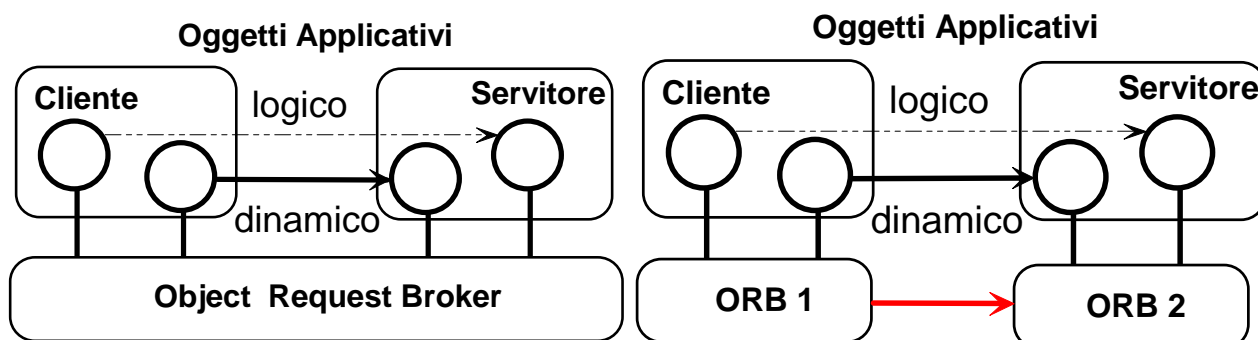 Oggetti Applicativi
Cliente
Servitore
logico
dinamico
Object Request Broker
Oggetti Applicativi
Cliente
Servitore
logico
dinamico
ORB 1
ORB 2